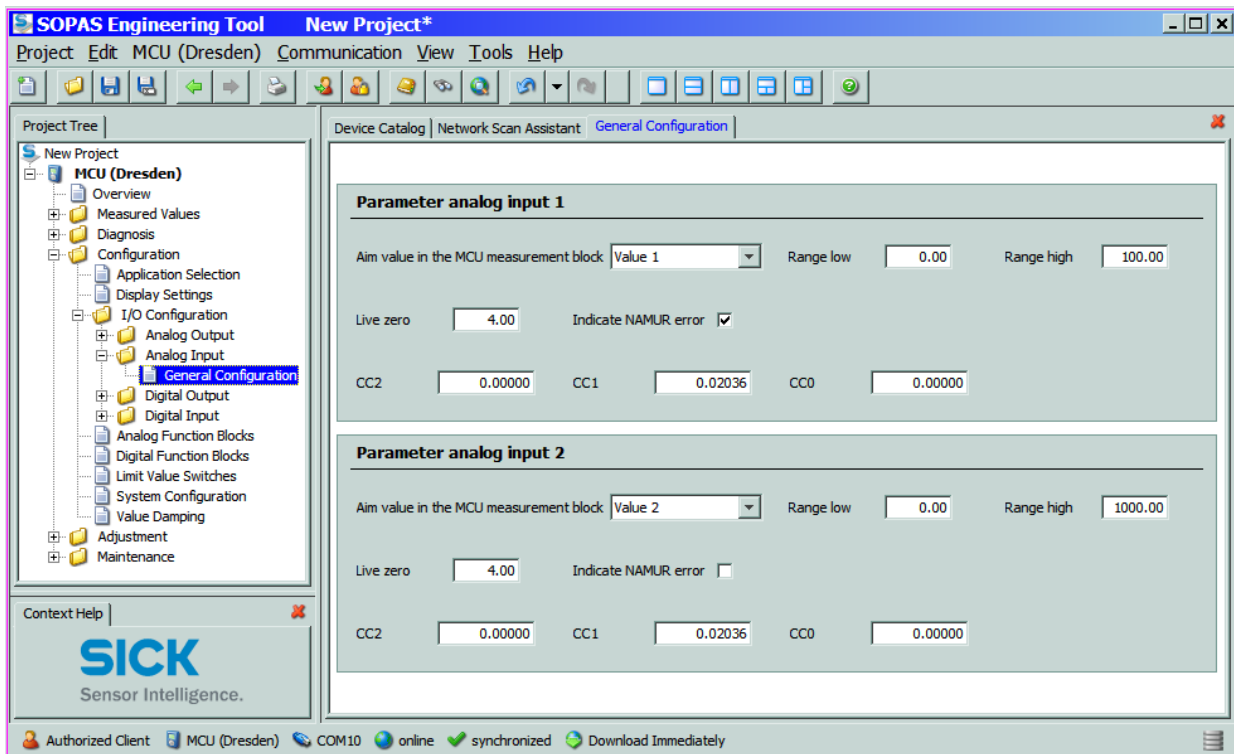 SOPAS Engineering Tool New Project*
Project Edit MCU (Dresden) Communication View Tools Help
Project Tree
New Project
MCU (Dresden)
Overview
Measured Values
Diagnosis
Configuration
Application Selection
Display Settings
I/O Configuration
Analog Output
Analog Input
General Configuration
Digital Output
Digital Input
Analog Function Blocks
Digital Function Blocks
Limit Value Switches
System Configuration
Value Damping
Adjustment
Maintenance
Context Help
SICK
Sensor Intelligence.
Device Catalog Network Scan Assistant General Configuration
Parameter analog input 1
Aim value in the MCU measurement block Value 1 Range low 0.00 Range high 100.00
Live zero 4.00 Indicate NAMUR error
CC2 0.00000 CC1 0.02036 CC0 0.00000
Parameter analog input 2
Aim value in the MCU measurement block Value 2 Range low 0.00 Range high 1000.00
Live zero 4.00 Indicate NAMUR error
CC2 0.00000 CC1 0.02036 CC0 0.00000
Authorized Client MCU (Dresden) COM10 online synchronized Download Immediately